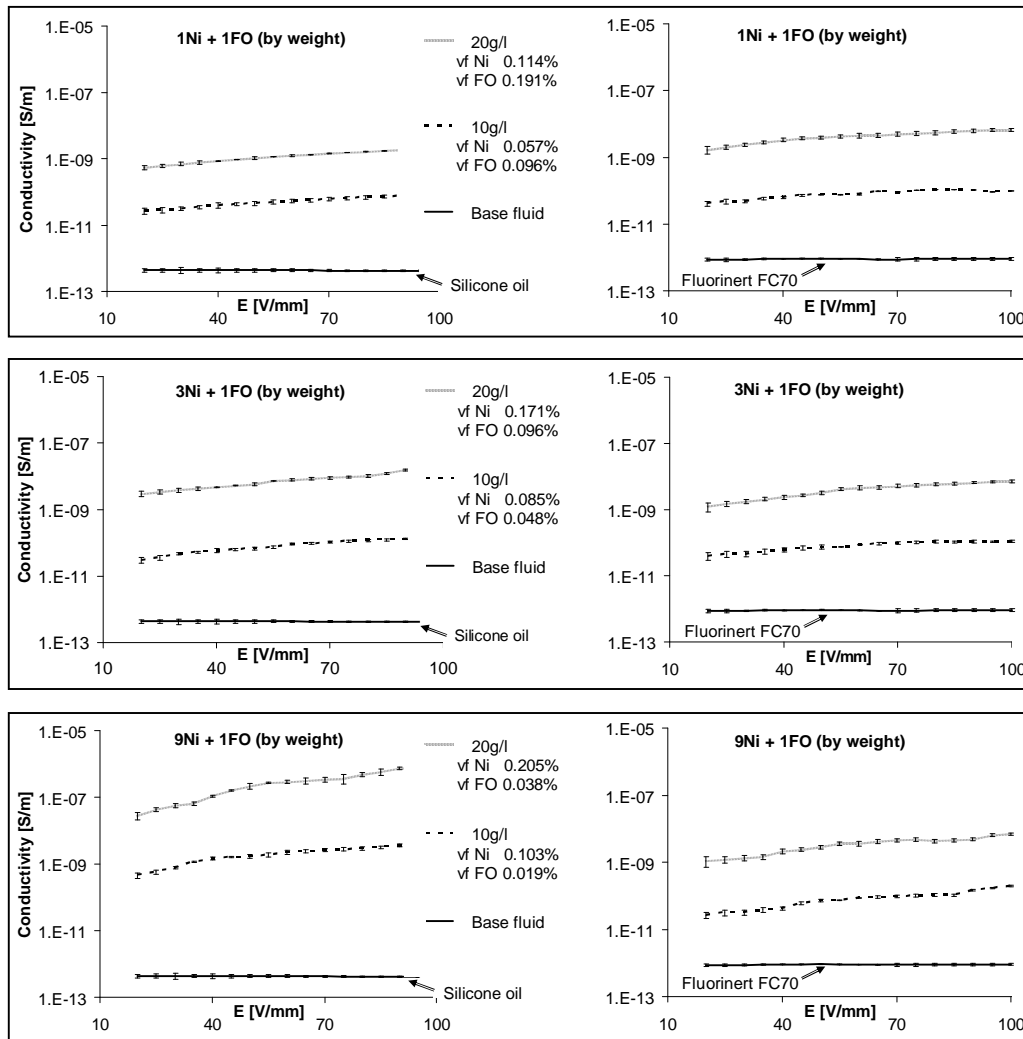 1Ni + 1FO (by weight)
Conductivity [S/m]
1.E-05
1.E-07
1.E-09
1.E-11
1.E-13
10 40 70 100
E [V/mm]
Silicone oil
20g/l
vf Ni 0.114%
vf FO 0.191%
10g/l
vf Ni 0.057%
vf FO 0.096%
Base fluid
1Ni + 1FO (by weight)
1.E-05
1.E-07
1.E-09
1.E-11
1.E-13
Fluorinert FC70
E [V/mm]
10 40 70 100
3Ni + 1FO (by weight)
Conductivity [S/m]
1.E-05
1.E-07
1.E-09
1.E-11
1.E-13
10 40 70 100
E [V/mm]
Silicone oil
20g/l
vf Ni 0.171%
vf FO 0.096%
10g/l
vf Ni 0.085%
vf FO 0.048%
Base fluid
3Ni + 1FO (by weight)
1.E-05
1.E-07
1.E-09
1.E-11
1.E-13
Fluorinert FC70
E [V/mm]
10 40 70 100
9Ni + 1FO (by weight)
Conductivity [S/m]
1.E-05
1.E-07
1.E-09
1.E-11
1.E-13
10 40 70 100
E [V/mm]
Silicone oil
20g/l
vf Ni 0.205%
vf FO 0.038%
10g/l
vf Ni 0.103%
vf FO 0.019%
Base fluid
9Ni + 1FO (by weight)
1.E-05
1.E-07
1.E-09
1.E-11
1.E-13
Fluorinert FC70
E [V/mm]
10 40 70 100